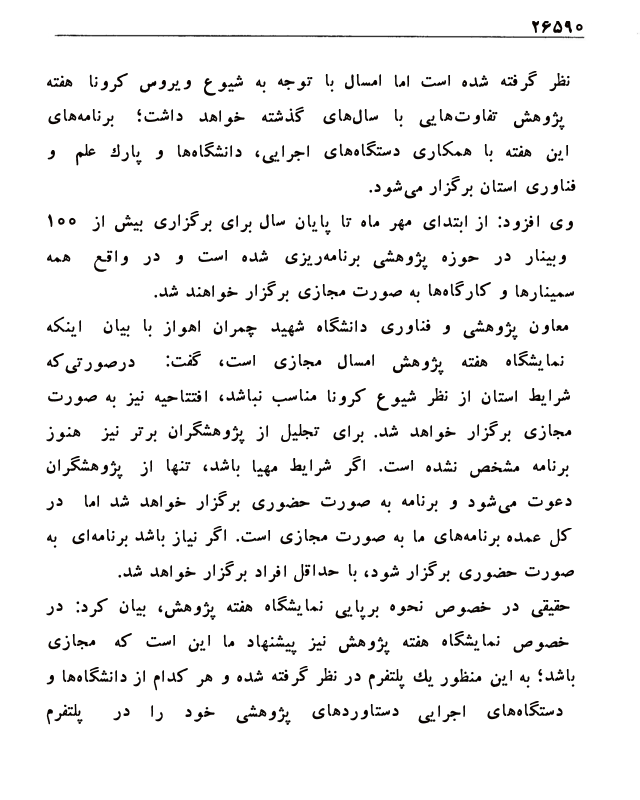 ۲۶۵۹۰
نظر گرفته شده است اما امسال با توجه به شیوع ویروس کرونا هفته
پژوهش تفاوت‌هایی با سال‌های گذشته خواهد داشت؛ برنامه‌های
این هفته با همکاری دستگاه‌های اجرایی، دانشگاه‌ها و پارك علم و
فناوری استان برگزار می‌شود.
وی افزود: از ابتدای مهر ماه تا پایان سال برای برگزاری بیش از ۱۰۰
وبینار در حوزه پژوهشی برنامه‌ریزی شده است و در واقع همه
سمینارها و کارگاه‌ها به صورت مجازی برگزار خواهند شد.
معاون پژوهشی و فناوری دانشگاه شهید چمران اهواز با بیان اینکه
نمایشگاه هفته پژوهش امسال مجازی است، گفت: درصورتی‌که
شرایط استان از نظر شیوع کرونا مناسب نباشد، افتتاحیه نیز به صورت
مجازی برگزار خواهد شد. برای تجلیل از پژوهشگران برتر نیز هنوز
برنامه مشخص نشده است. اگر شرایط مهیا باشد، تنها از پژوهشگران
دعوت می‌شود و برنامه به صورت حضوری برگزار خواهد شد اما در
کل عمده برنامه‌های ما به صورت مجازی است. اگر نیاز باشد برنامه‌ای به
صورت حضوری برگزار شود، با حداقل افراد برگزار خواهد شد.
حقیقی در خصوص نحوه برپایی نمایشگاه هفته پژوهش، بیان کرد: در
خصوص نمایشگاه هفته پژوهش نیز پیشنهاد ما این است که مجازی
باشد؛ به این منظور يك پلتفرم در نظر گرفته شده و هر کدام از دانشگاه‌ها و
دستگاه‌های اجرایی دستاوردهای پژوهشی خود را در پلتفرم